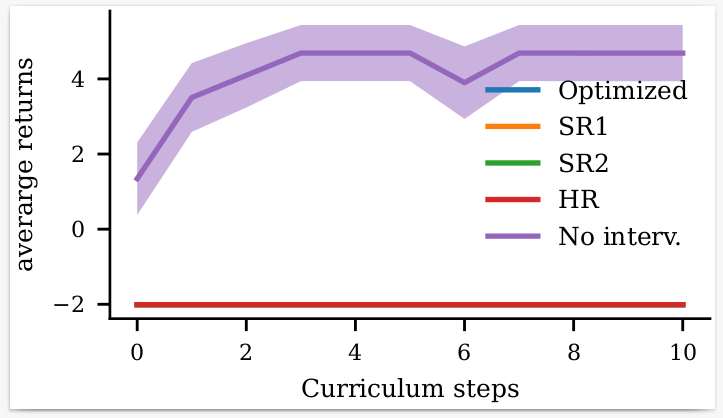 averarge returns
4
2
0
−2
Optimized
SR1
SR2
HR
No interv.
0 2 4 6 8 10
Curriculum steps